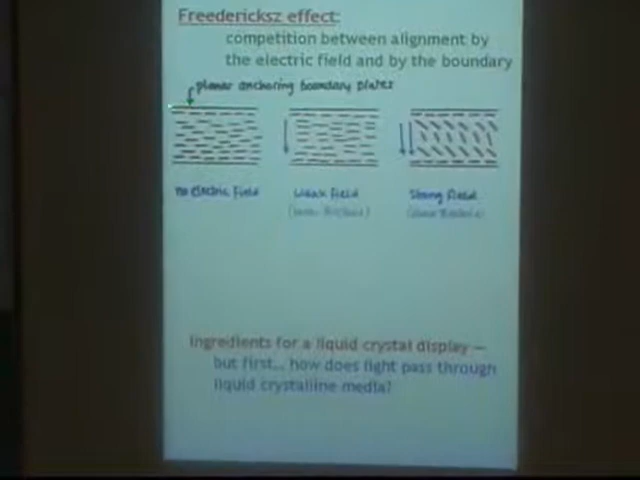 Freedericksz effect:
competition between alignment by
the electric field and by the boundary
planar anchoring boundary plates
no electric field
weak field
strong field
Ingredients for a liquid crystal display —
but first... how does light pass through
liquid crystalline media?